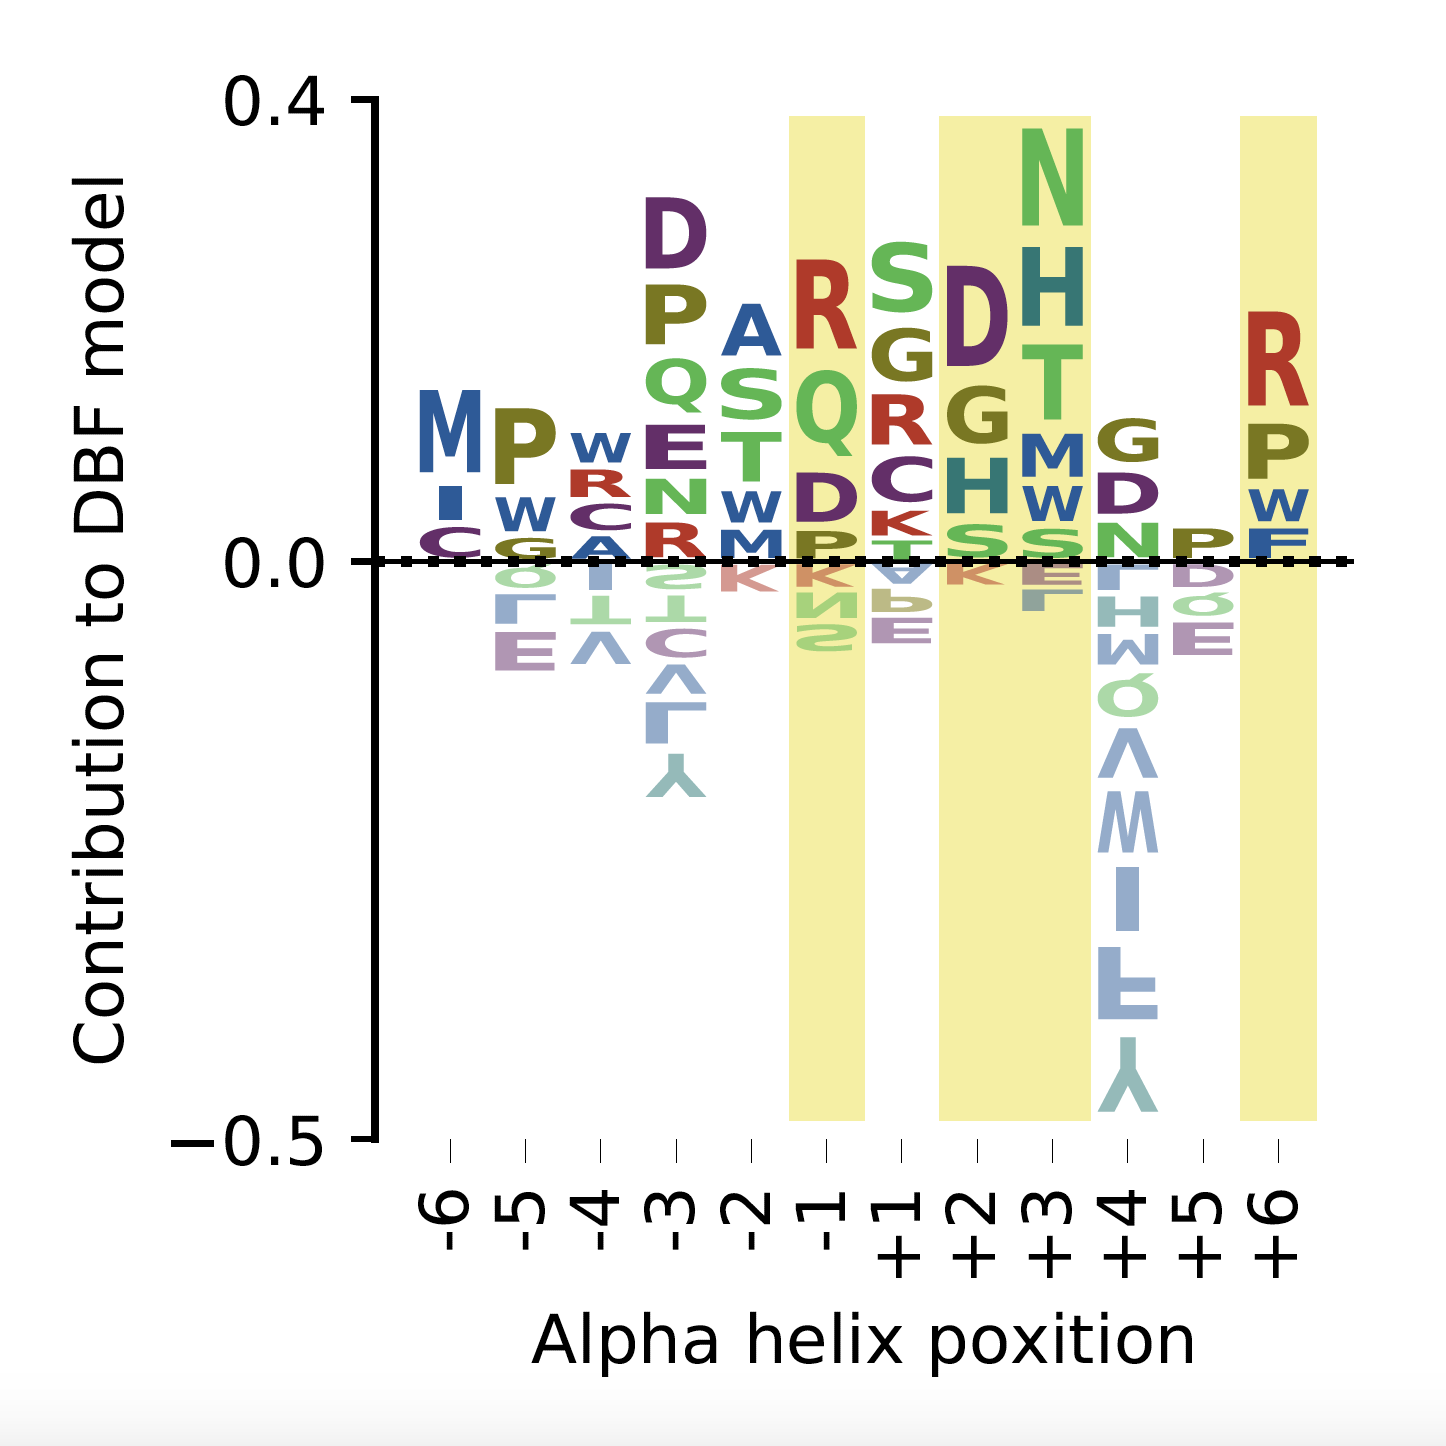 Contribution to DBF model
0.4
0.0
−0.5
M I C
P W G Q L E
W R C A I T V
D P Q E N R S T C V L Y
A S T W M K
R Q D P K N S
S G R C K T A P E
D G H S K
N H T M W S E L
G D N L H W Q V M I F Y
P D Q E
R P W F
-6 -5 -4 -3 -2 -1 +1 +2 +3 +4 +5 +6
Alpha helix poxition